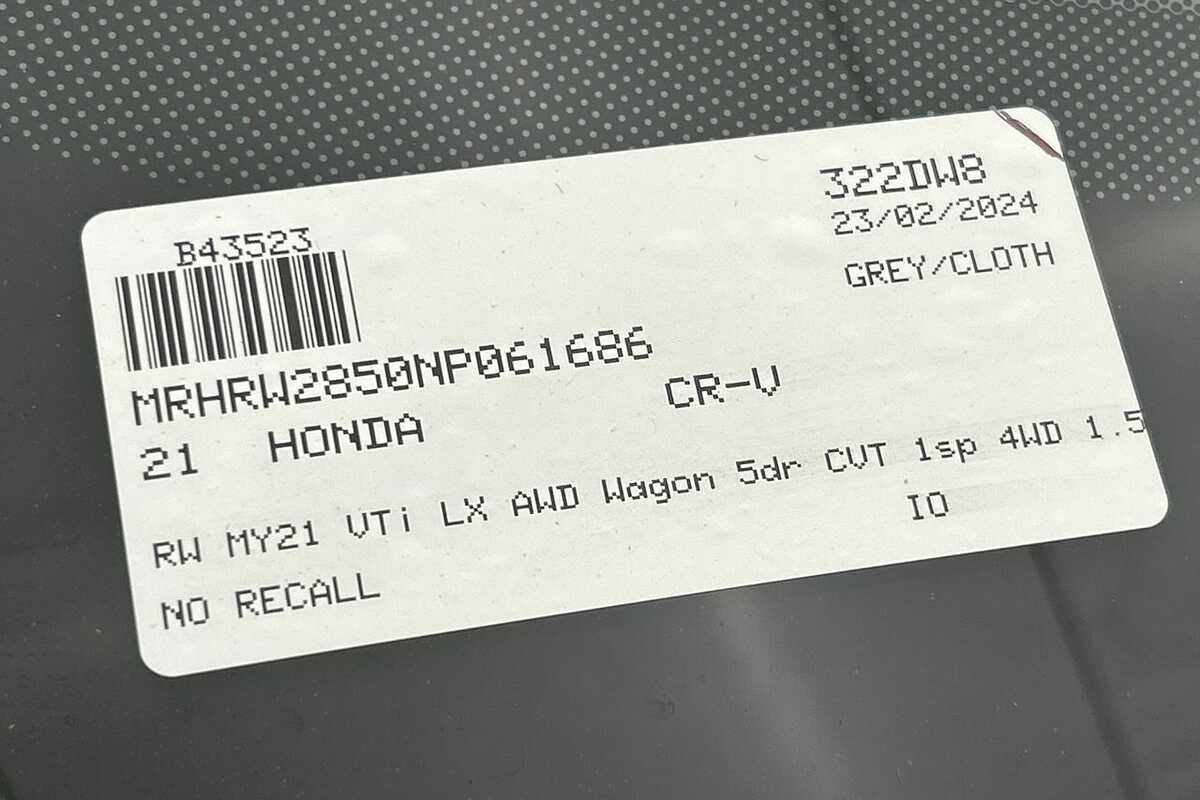 322DW8
B43523
23/02/2024
GREY/CLOTH
MRHRW2850NP061686
21 HONDA CR-V
RW MY21 VTi LX AWD Wagon 5dr CVT 1sp 4WD 1.5
IO
NO RECALL